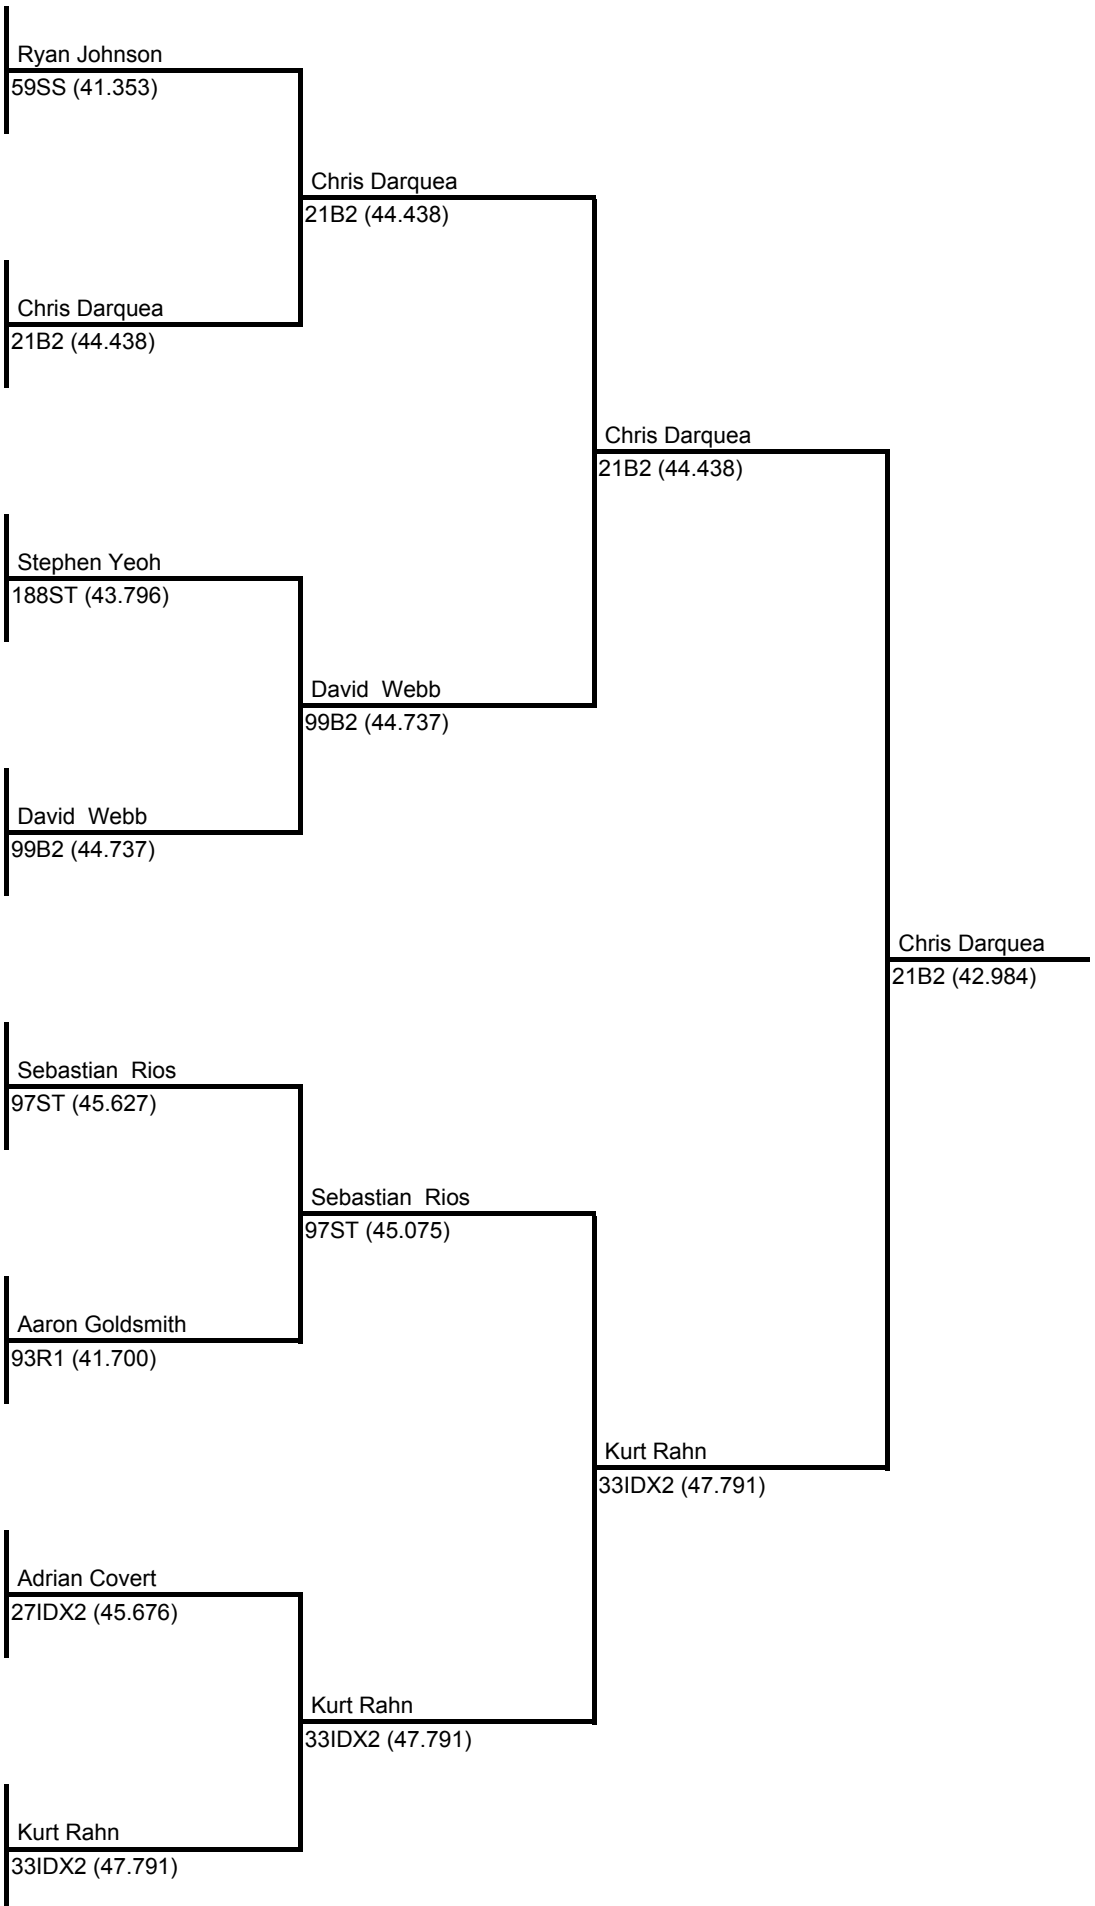 Ryan Johnson
59SS (41.353)
Chris Darquea
21B2 (44.438)
Chris Darquea
21B2 (44.438)
Chris Darquea
21B2 (44.438)
Stephen Yeoh
188ST (43.796)
David  Webb
99B2 (44.737)
David  Webb
99B2 (44.737)
Chris Darquea
21B2 (42.984)
Sebastian  Rios
97ST (45.627)
Sebastian  Rios
97ST (45.075)
Aaron Goldsmith
93R1 (41.700)
Kurt Rahn
33IDX2 (47.791)
Adrian Covert
27IDX2 (45.676)
Kurt Rahn
33IDX2 (47.791)
Kurt Rahn
33IDX2 (47.791)